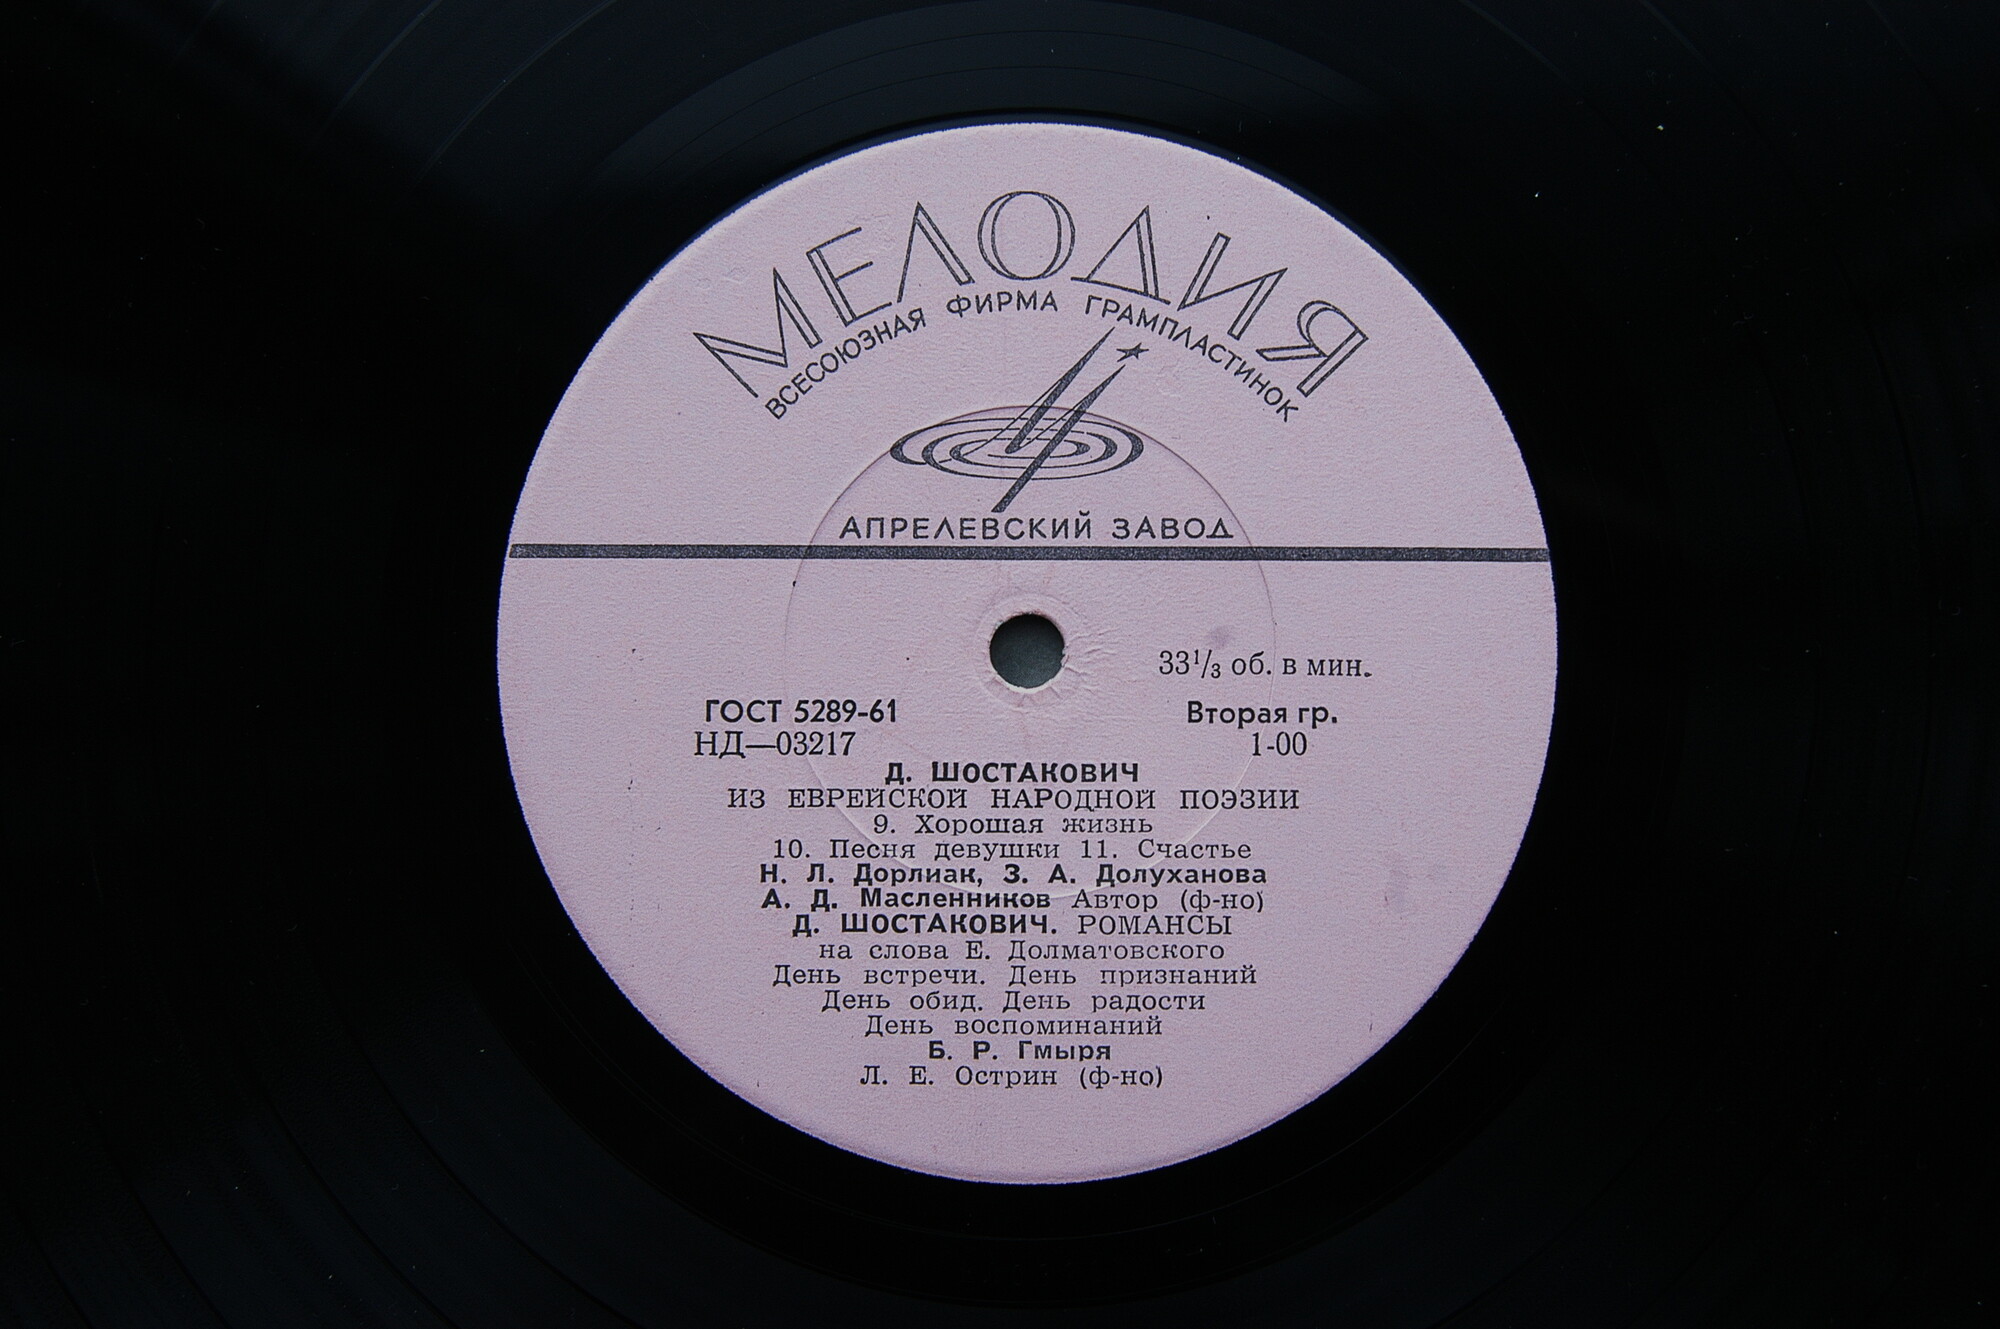 МЕЛОДИЯ
ВСЕСОЮЗНАЯ ФИРМА ГРАМПЛАСТИНОК
АПРЕЛЕВСКИЙ ЗАВОД
33⅓ об. в мин.
ГОСТ 5289-61 Вторая гр.
НД—03217 1-00
Д. ШОСТАКОВИЧ
ИЗ ЕВРЕЙСКОЙ НАРОДНОЙ ПОЭЗИИ
9. Хорошая жизнь
10. Песня девушки 11. Счастье
Н. Л. Дорлиак, З. А. Долуханова
А. Д. Масленников Автор (ф-но)
Д. ШОСТАКОВИЧ. РОМАНСЫ
на слова Е. Долматовского
День встречи. День признаний
День обид. День радости
День воспоминаний
Б. Р. Гмыря
Л. Е. Острин (ф-но)